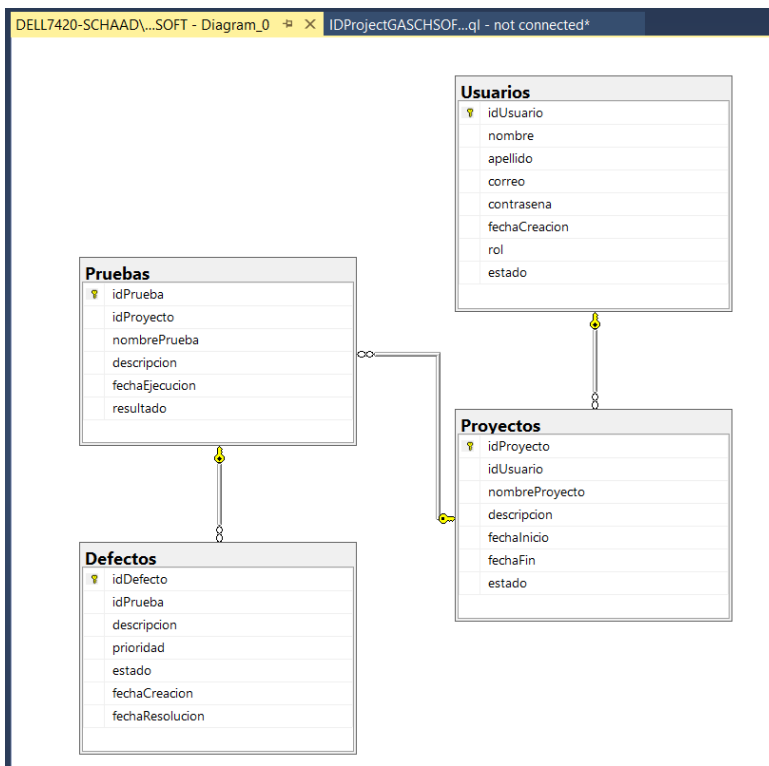 DELL7420-SCHAAD\...SOFT - Diagram_0
IDProjectGASCHSOF...ql - not connected*
Usuarios
idUsuario
nombre
apellido
correo
contrasena
fechaCreacion
rol
estado
Pruebas
idPrueba
idProyecto
nombrePrueba
descripcion
fechaEjecucion
resultado
Proyectos
idProyecto
idUsuario
nombreProyecto
descripcion
fechaInicio
fechaFin
estado
Defectos
idDefecto
idPrueba
descripcion
prioridad
estado
fechaCreacion
fechaResolucion